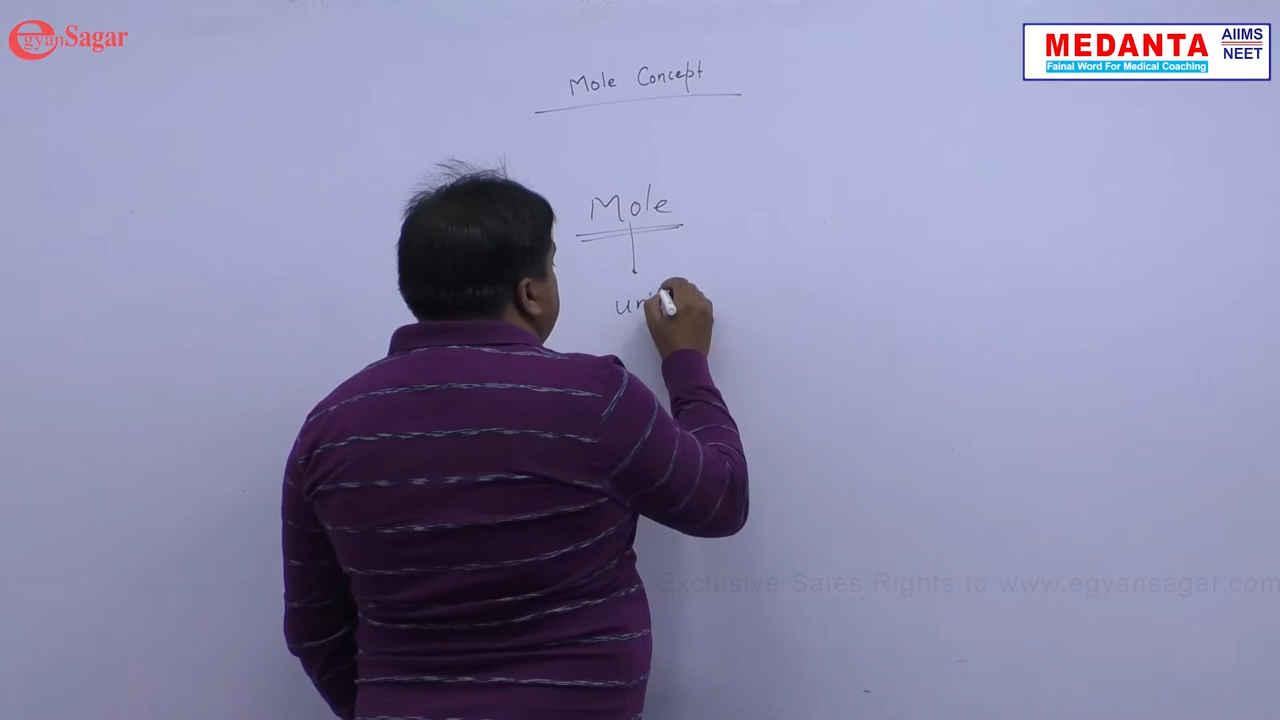 egyanSagar
MEDANTA AIIMS NEET
Fainal Word For Medical Coaching
Mole Concept
Mole
Exclusive Sales Rights to www.egyansagar.com